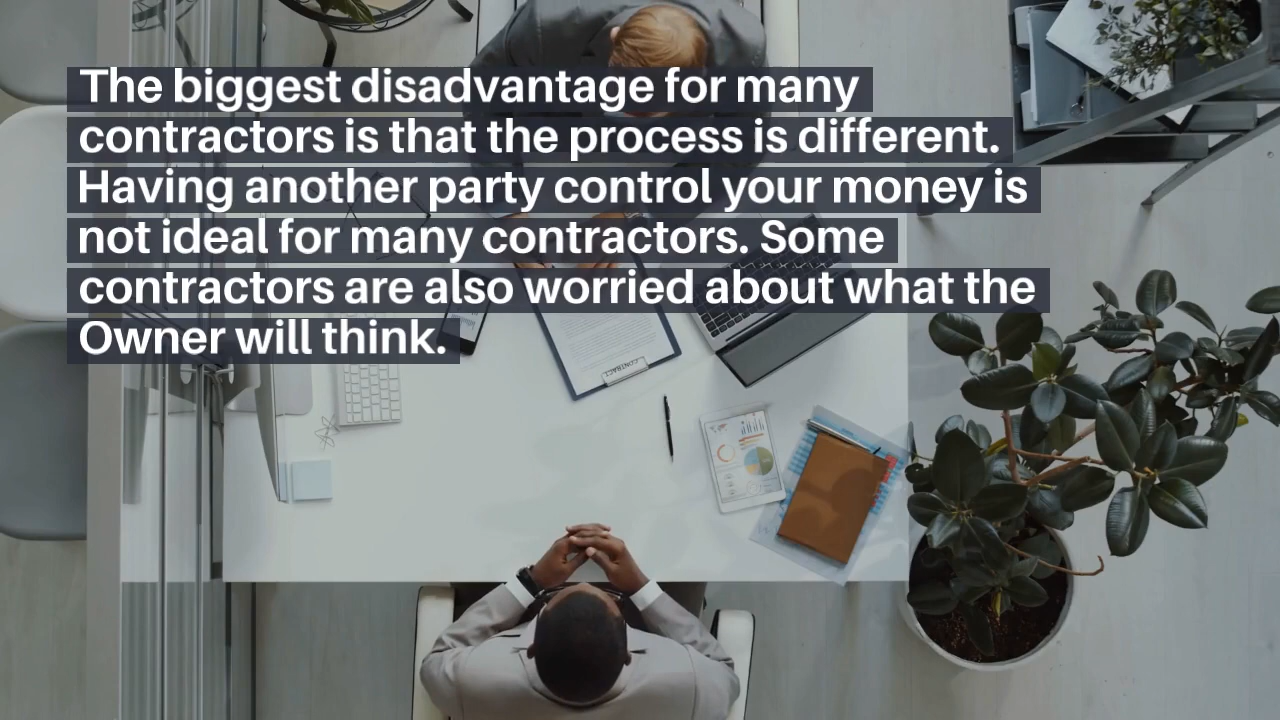 The biggest disadvantage for many
contractors is that the process is different.
Having another party control your money is
not ideal for many contractors. Some
contractors are also worried about what the
Owner will think.
CONTRACT